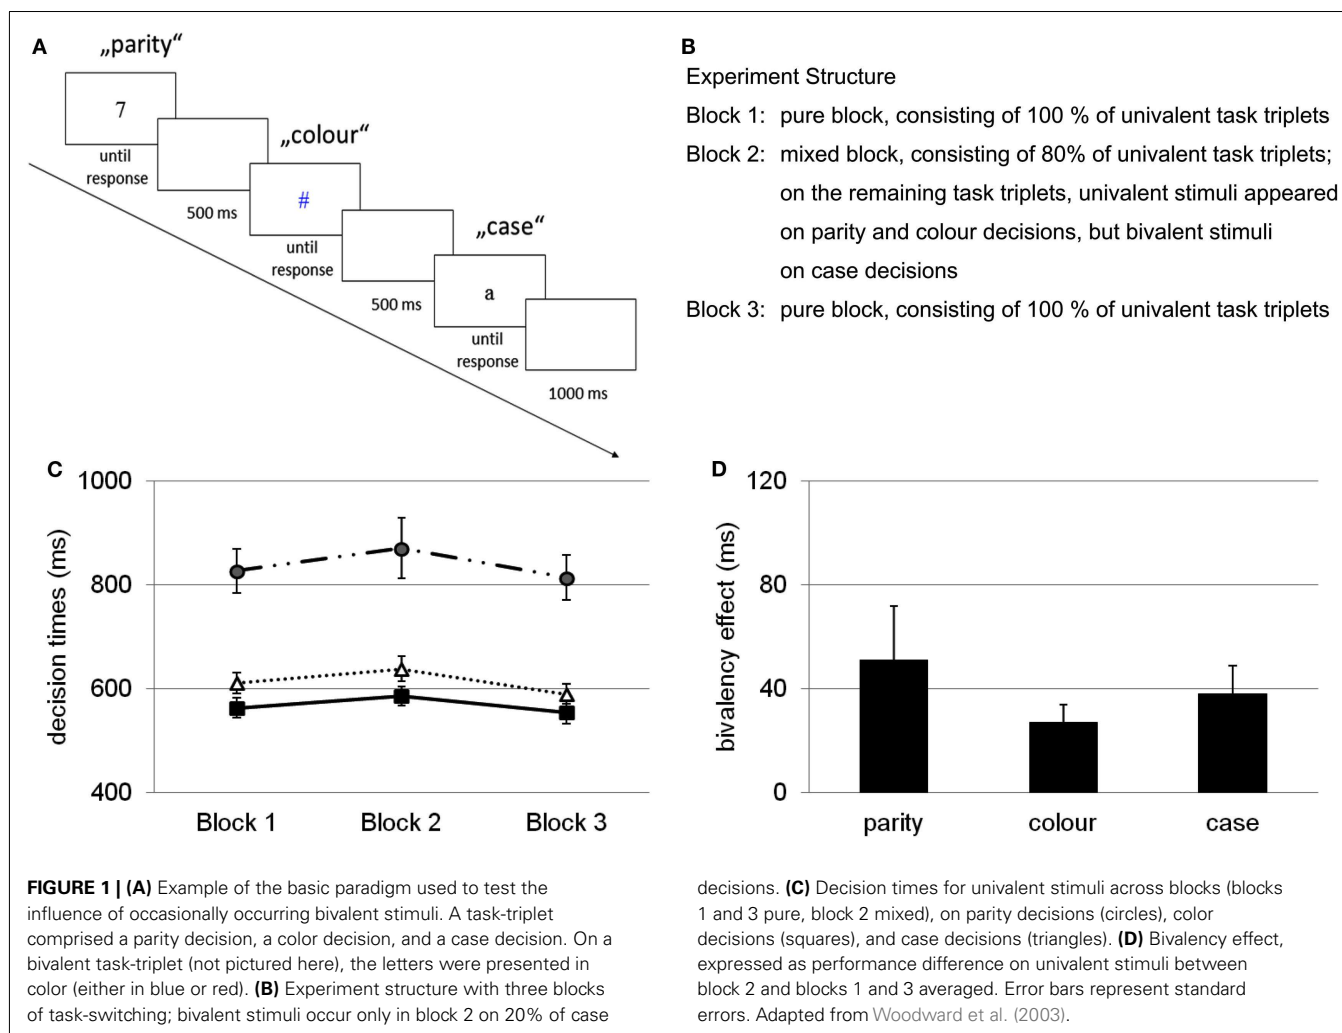 A
„parity“
7
until
response
500 ms
„colour“
#
until
response
500 ms
„case“
a
until
response
1000 ms
B
Experiment Structure
Block 1: pure block, consisting of 100 % of univalent task triplets
Block 2: mixed block, consisting of 80% of univalent task triplets;
on the remaining task triplets, univalent stimuli appeared
on parity and colour decisions, but bivalent stimuli
on case decisions
Block 3: pure block, consisting of 100 % of univalent task triplets
C
decision times (ms)
1000
800
600
400
Block 1 Block 2 Block 3
D
bivalency effect (ms)
120
80
40
0
parity colour case
FIGURE 1 | (A) Example of the basic paradigm used to test the
influence of occasionally occurring bivalent stimuli. A task-triplet
comprised a parity decision, a color decision, and a case decision. On a
bivalent task-triplet (not pictured here), the letters were presented in
color (either in blue or red). (B) Experiment structure with three blocks
of task-switching; bivalent stimuli occur only in block 2 on 20% of case
decisions. (C) Decision times for univalent stimuli across blocks (blocks
1 and 3 pure, block 2 mixed), on parity decisions (circles), color
decisions (squares), and case decisions (triangles). (D) Bivalency effect,
expressed as performance difference on univalent stimuli between
block 2 and blocks 1 and 3 averaged. Error bars represent standard
errors. Adapted from Woodward et al. (2003).